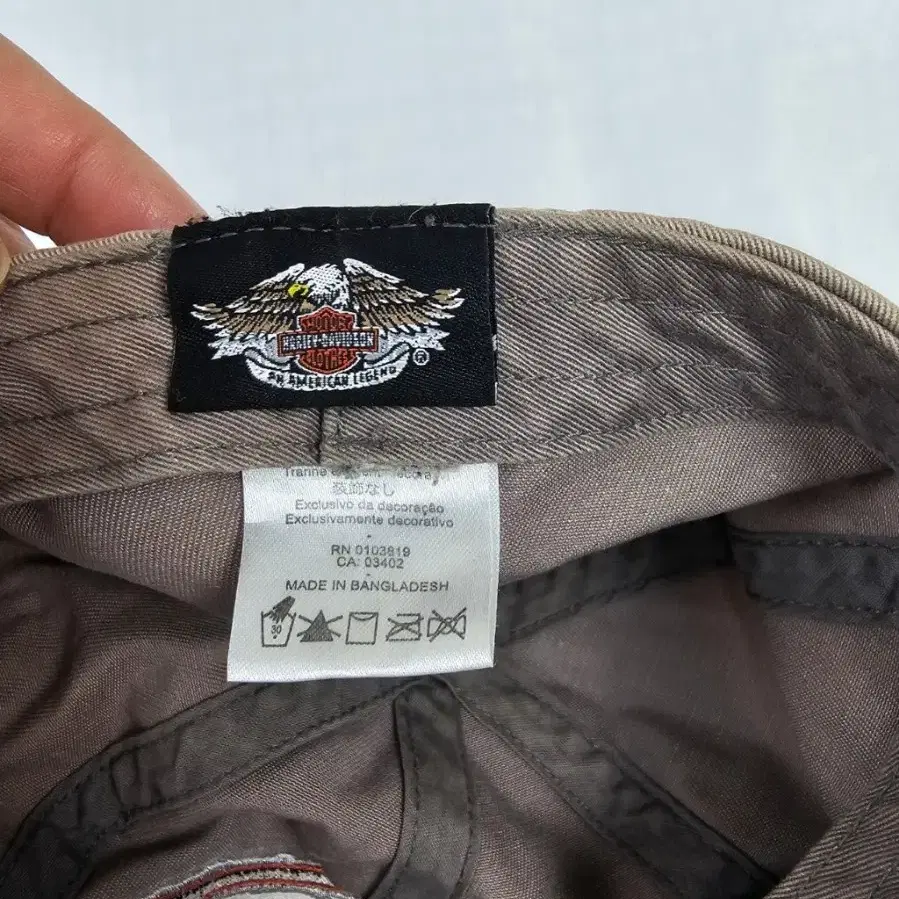 MOTOR
HARLEY-DAVIDSON
CLOTHES
AN AMERICAN LEGEND
®
装飾なし
Exclusivo da decoração
Exclusivamente decorativo
-
RN 0103819
CA: 03402
-
MADE IN BANGLADESH
30